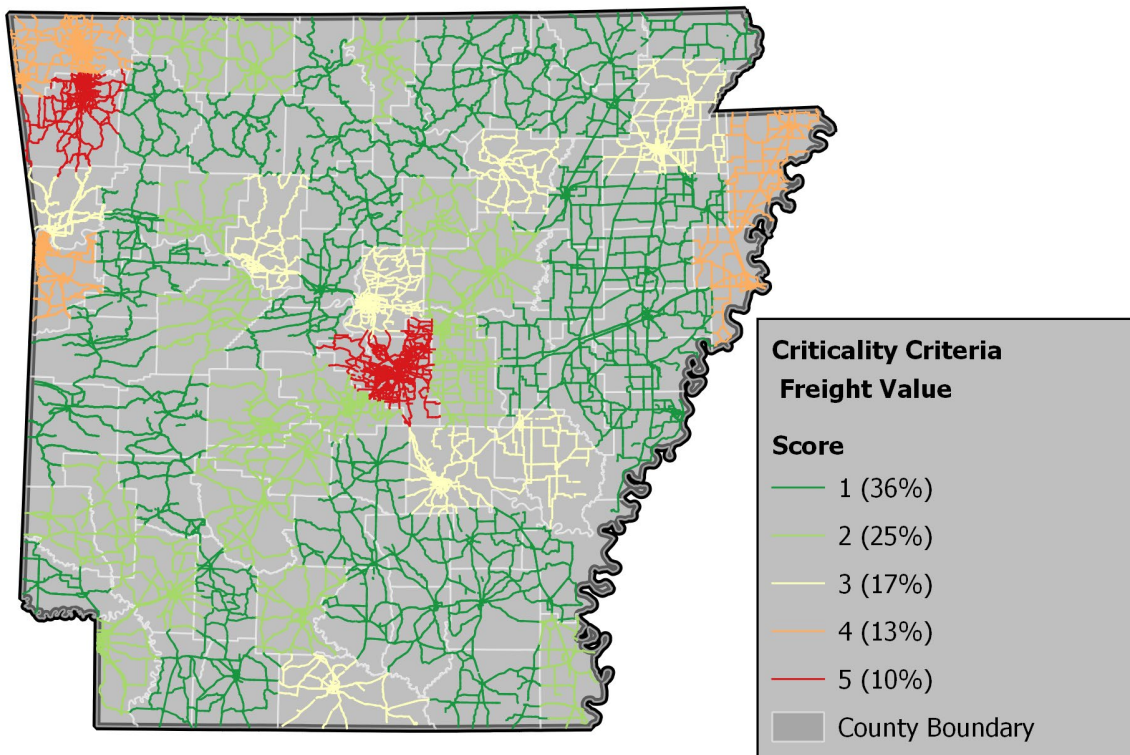 Criticality Criteria
Freight Value
Score
1 (36%)
2 (25%)
3 (17%)
4 (13%)
5 (10%)
County Boundary